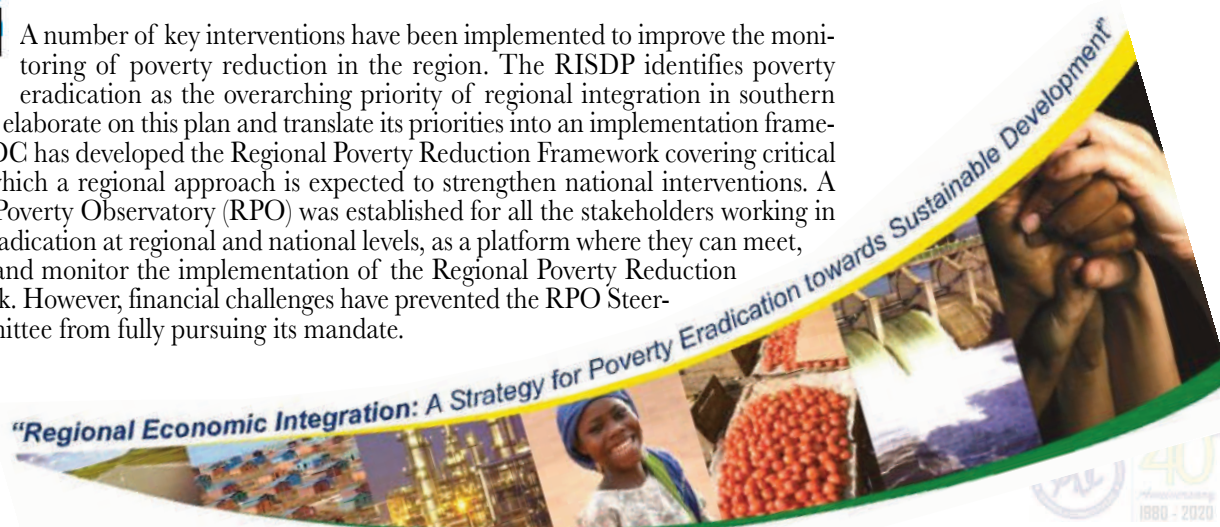 A number of key interventions have been implemented to improve the moni-
toring of poverty reduction in the region. The RISDP identifies poverty
eradication as the overarching priority of regional integration in southern
elaborate on this plan and translate its priorities into an implementation frame-
DC has developed the Regional Poverty Reduction Framework covering critical
which a regional approach is expected to strengthen national interventions. A
Poverty Observatory (RPO) was established for all the stakeholders working in
adication at regional and national levels, as a platform where they can meet,
and monitor the implementation of the Regional Poverty Reduction
k. However, financial challenges have prevented the RPO Steer-
mittee from fully pursuing its mandate.
"Regional Economic Integration: A Strategy for Poverty Eradication towards Sustainable Development"
40
Anniversary
1980 - 2020